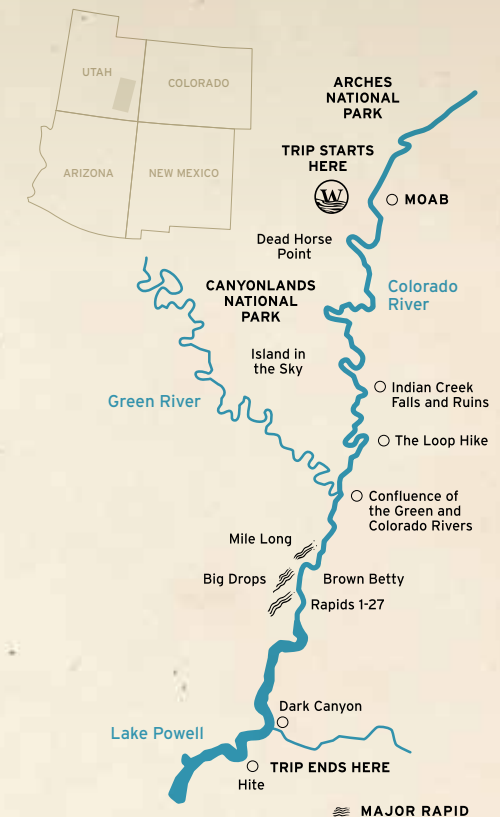 UTAH
COLORADO
ARIZONA
NEW MEXICO
ARCHES
NATIONAL
PARK
TRIP STARTS
HERE
W
MOAB
Dead Horse
Point
CANYONLANDS
NATIONAL
PARK
Colorado
River
Island in
the Sky
Green River
Indian Creek
Falls and Ruins
The Loop Hike
Confluence of
the Green and
Colorado Rivers
Mile Long
Big Drops
Brown Betty
Rapids 1-27
Dark Canyon
Lake Powell
TRIP ENDS HERE
Hite
MAJOR RAPID